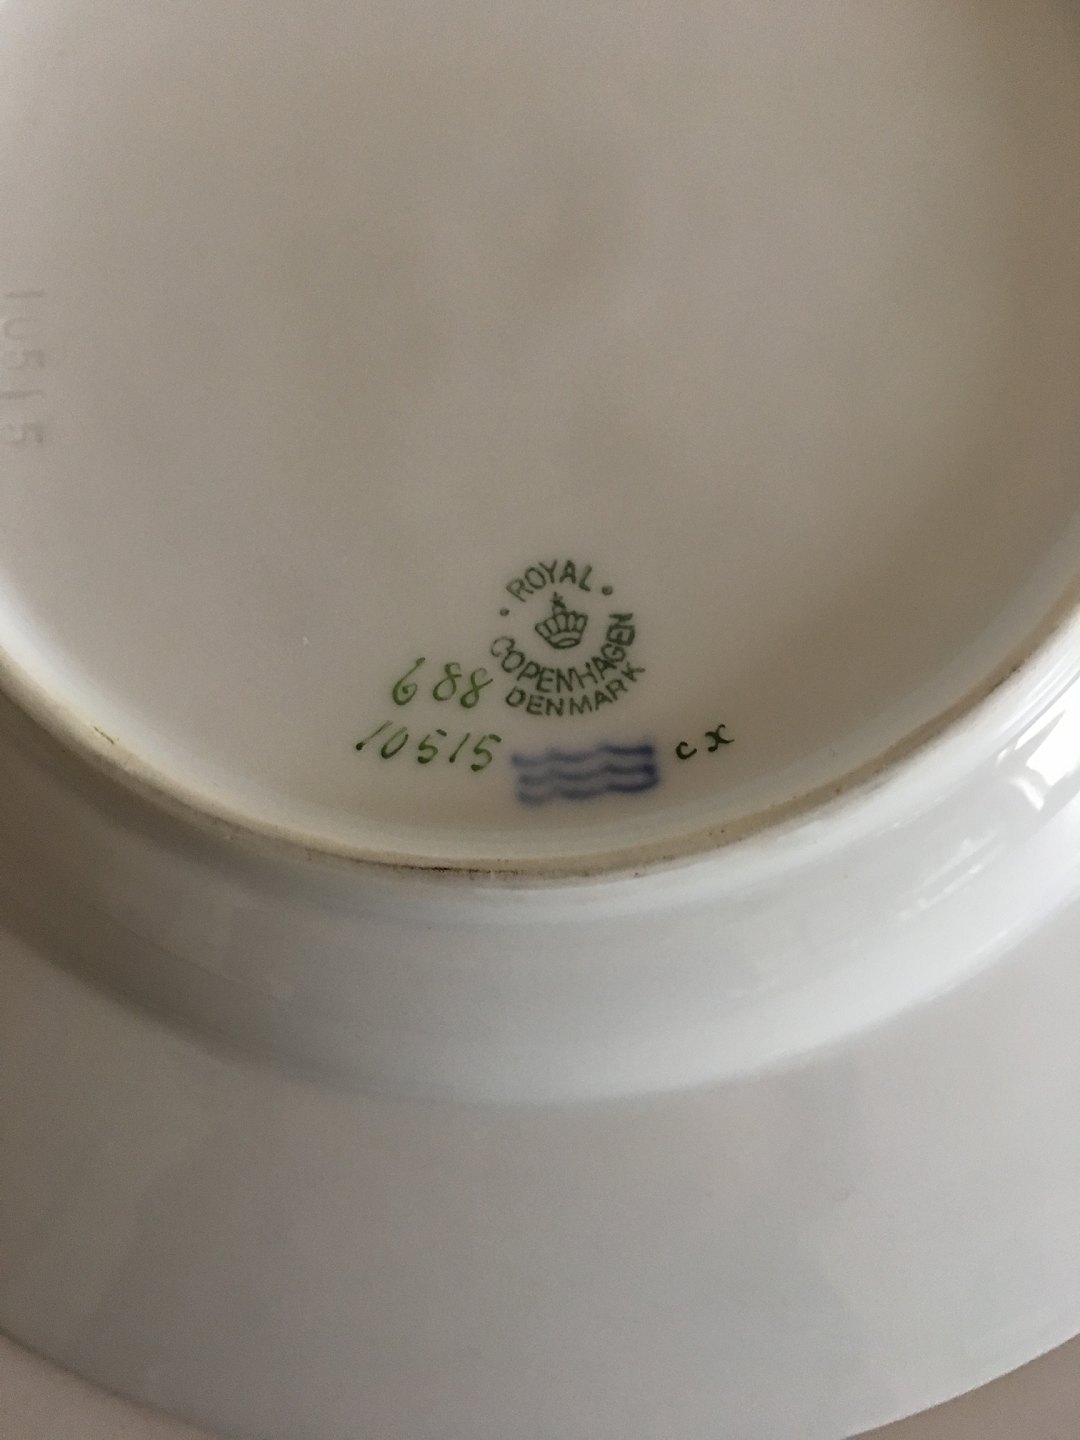 10515
ROYAL
COPENHAGEN
DENMARK
688
10515
cx